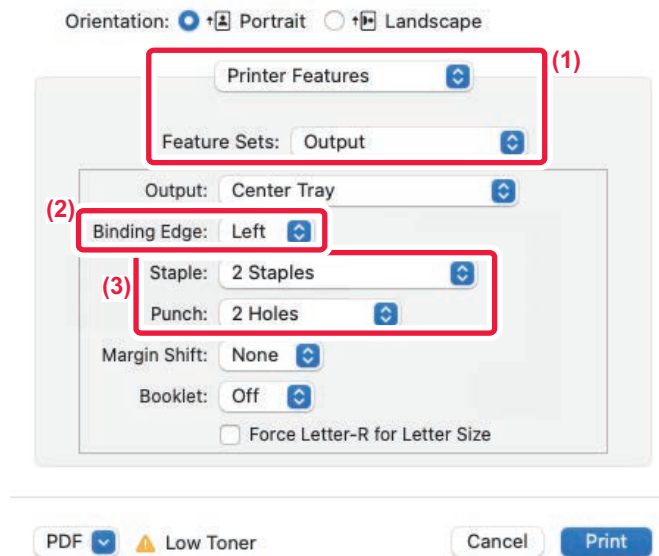 Orientation: Portrait Landscape
(1)
Printer Features
Feature Sets: Output
Output: Center Tray
(2)
Binding Edge: Left
(3)
Staple: 2 Staples
Punch: 2 Holes
Margin Shift: None
Booklet: Off
Force Letter-R for Letter Size
PDF Low Toner Cancel Print